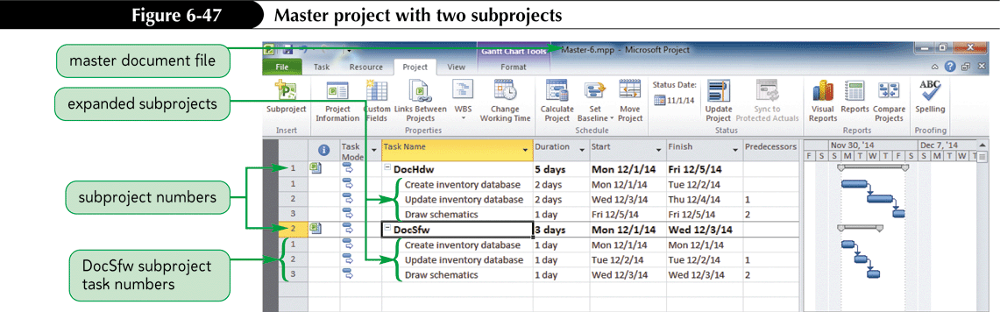 Figure 6-47 Master project with two subprojects
master document file
expanded subprojects
subproject numbers
DocSfw subproject
task numbers
Gantt Chart Tools Master-6.mpp - Microsoft Project
File Task Resource Project View Format
Subproject
Project Information
Custom Fields
Links Between Projects
WBS
Change Working Time
Calculate Project
Set Baseline
Move Project
Status Date:
11/1/14
Update Project
Sync to Protected Actuals
Visual Reports
Reports
Compare Projects
ABC
Spelling
Insert Properties Schedule Status Reports Proofing
Task Mode Task Name Duration Start Finish Predecessors
Nov 30, '14 Dec 7, '14
F S S M T W T F S S M T W T
1 DocHdw 5 days Mon 12/1/14 Fri 12/5/14
1 Create inventory database 2 days Mon 12/1/14 Tue 12/2/14
2 Update inventory database 2 days Wed 12/3/14 Thu 12/4/14 1
3 Draw schematics 1 day Fri 12/5/14 Fri 12/5/14 2
2 DocSfw 3 days Mon 12/1/14 Wed 12/3/14
1 Create inventory database 1 day Mon 12/1/14 Mon 12/1/14
2 Update inventory database 1 day Tue 12/2/14 Tue 12/2/14 1
3 Draw schematics 1 day Wed 12/3/14 Wed 12/3/14 2